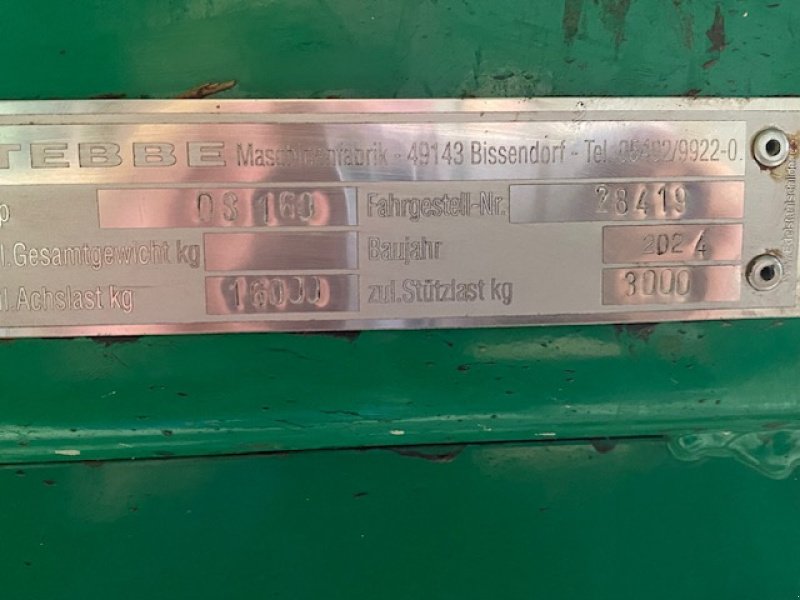 TEBBE Maschinenfabrik - 49143 Bissendorf - Tel. 05402/9922-0
p DS 160 Fahrgestell-Nr. 28419
l.Gesamtgewicht kg Baujahr 2024
l.Achslast kg 16000 zul.Stützlast kg 3000